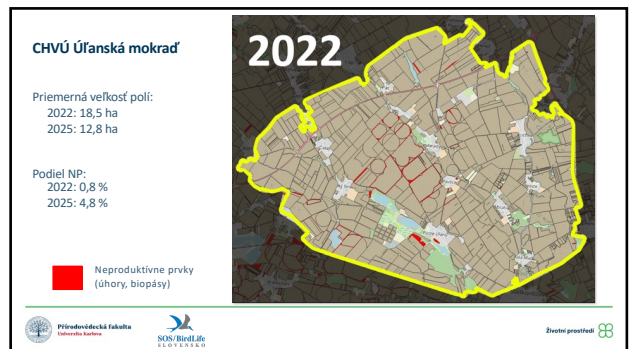 CHVÚ Úľanská mokraď
2022
Priemerná veľkosť polí:
2022: 18,5 ha
2025: 12,8 ha
Podiel NP:
2022: 0,8 %
2025: 4,8 %
Neproduktívne prvky
(úhory, biopásy)
Přírodovědecká fakulta
Univerzita Karlova
SOS/BirdLife
SLOVENSKO
Životní prostředí